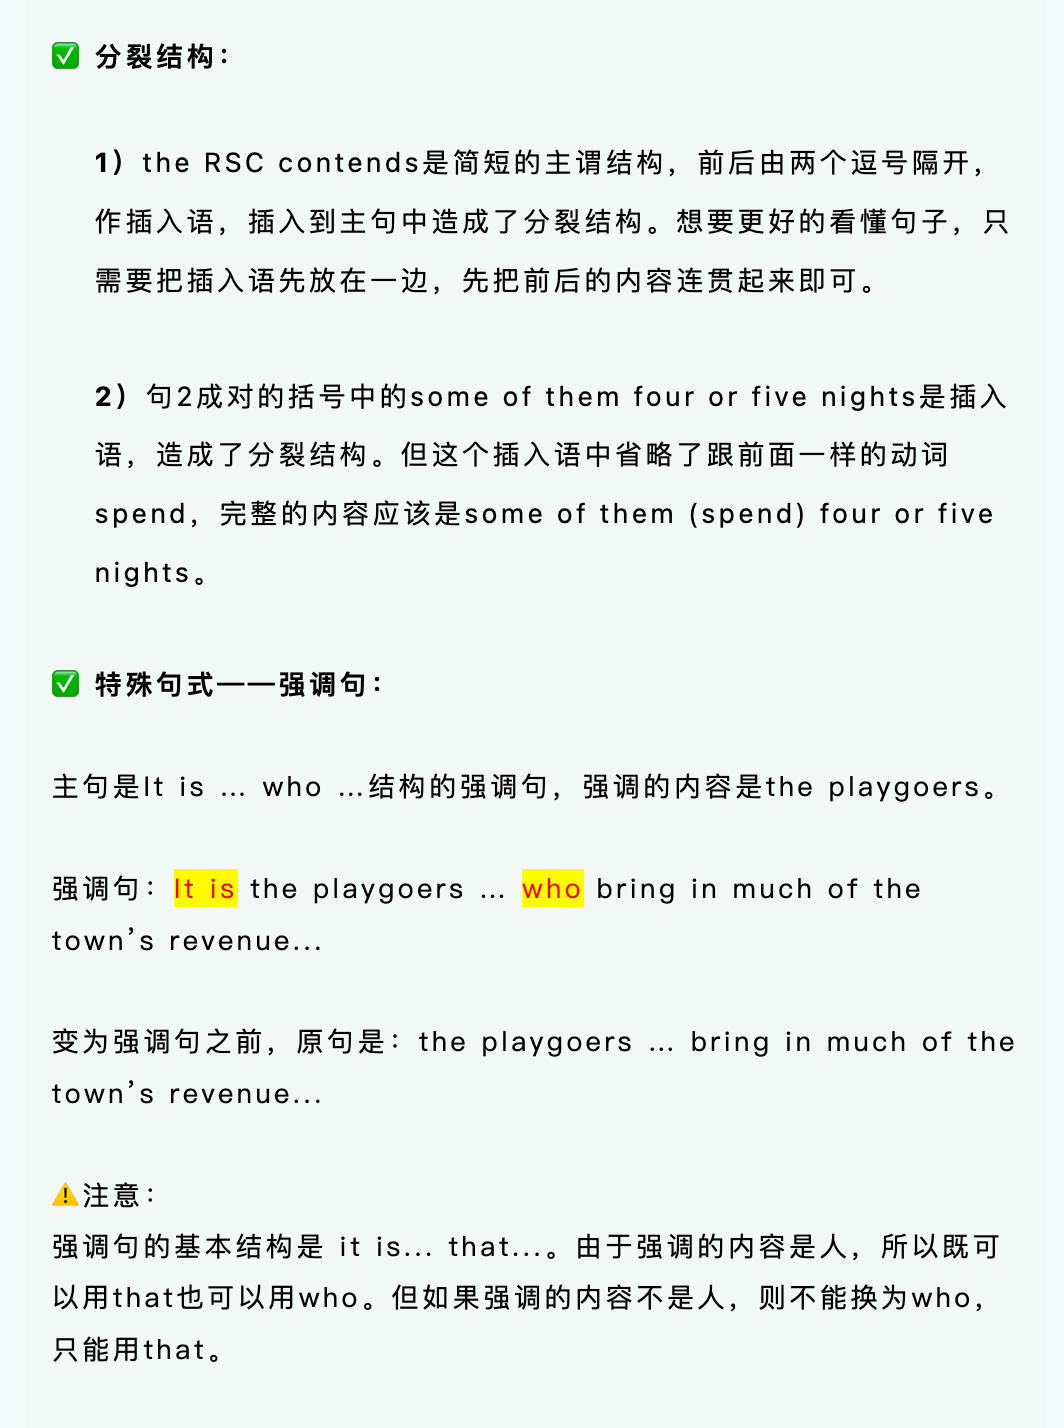 ✅ 分裂结构：
1）the RSC contends是简短的主谓结构，前后由两个逗号隔开，
作插入语，插入到主句中造成了分裂结构。想要更好的看懂句子，只
需要把插入语先放在一边，先把前后的内容连贯起来即可。
2）句2成对的括号中的some of them four or five nights是插入
语，造成了分裂结构。但这个插入语中省略了跟前面一样的动词
spend，完整的内容应该是some of them (spend) four or five
nights。
✅ 特殊句式——强调句：
主句是It is ... who ...结构的强调句，强调的内容是the playgoers。
强调句：It is the playgoers ... who bring in much of the
town’s revenue...
变为强调句之前，原句是：the playgoers ... bring in much of the
town’s revenue...
⚠️注意：
强调句的基本结构是 it is... that...。由于强调的内容是人，所以既可
以用that也可以用who。但如果强调的内容不是人，则不能换为who，
只能用that。